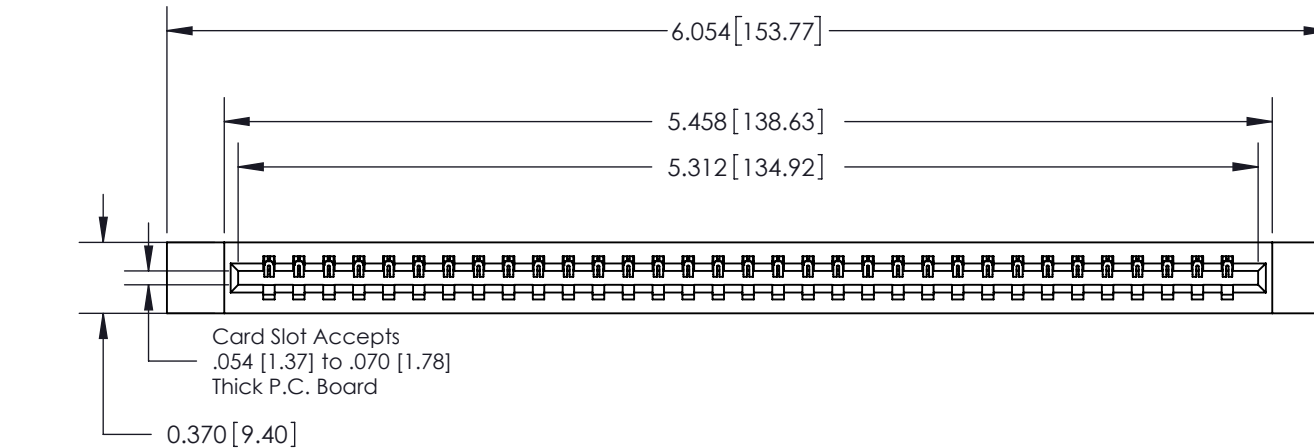 6.054[153.77]
5.458[138.63]
5.312[134.92]
Card Slot Accepts
.054 [1.37] to .070 [1.78]
Thick P.C. Board
0.370[9.40]